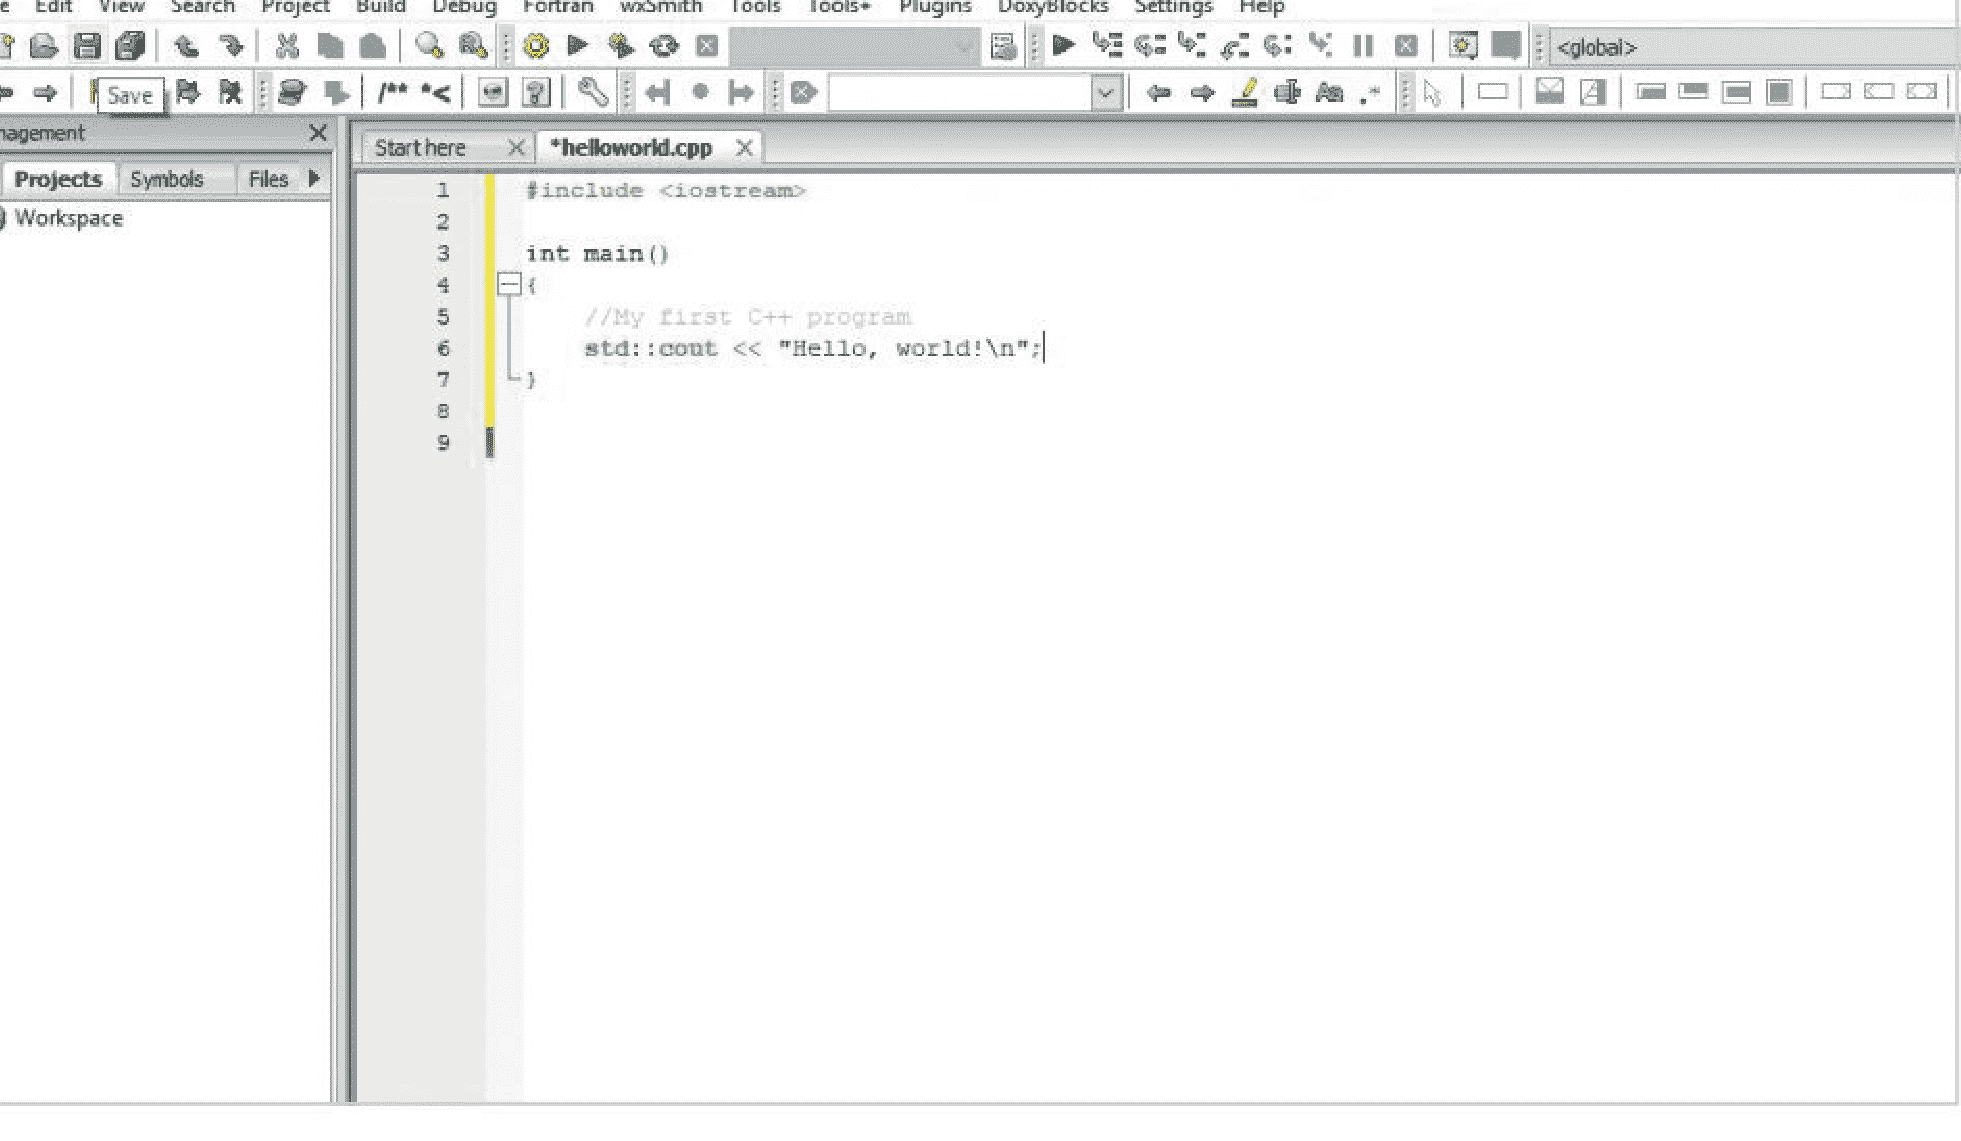 Edit View Search Project Build Debug Fortran wxSmith Tools Tools+ Plugins DoxyBlocks Settings Help
<global>
Save /** *<
Start here *helloworld.cpp
Projects Symbols Files
Workspace
1 #include <iostream>
2
3 int main()
4 {
5 //My first C++ program
6 std::cout << "Hello, world!\n";
7 }
8
9